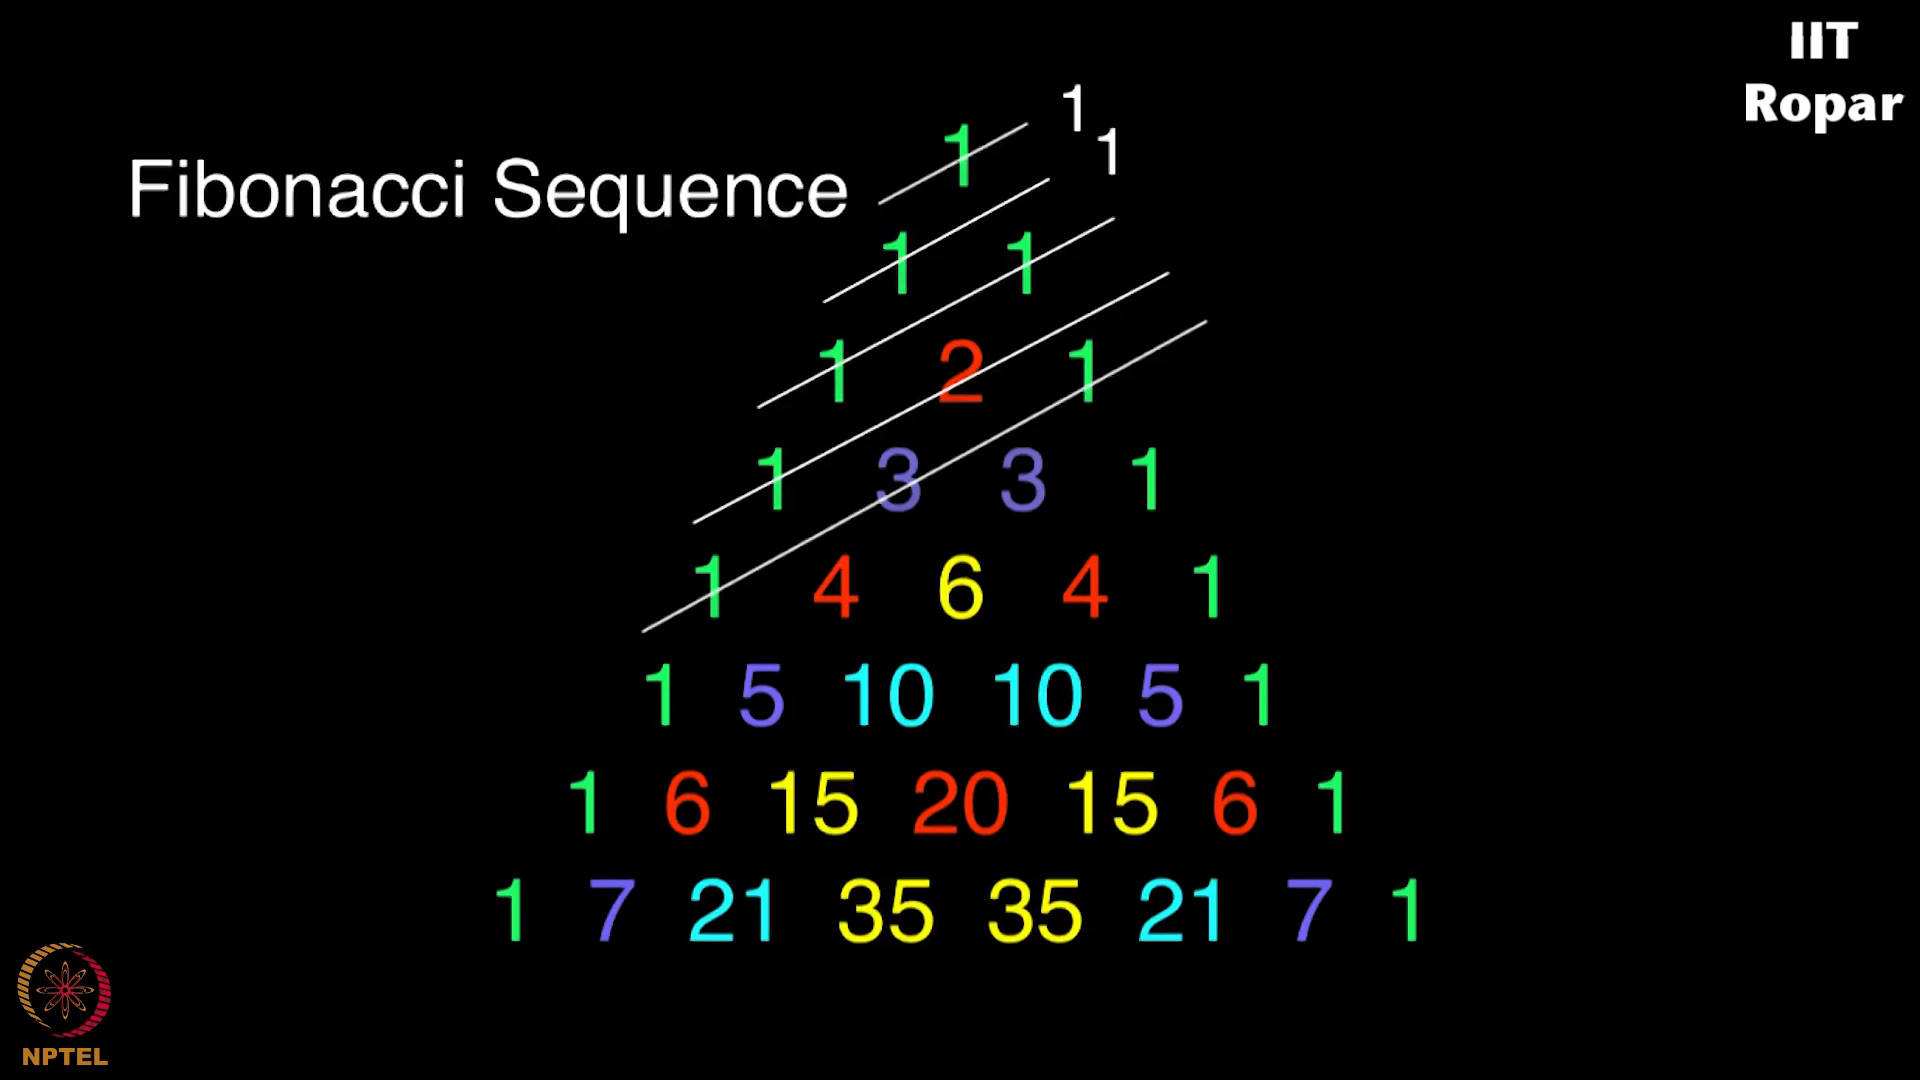 IIT
Ropar
Fibonacci Sequence
1
1
1
1 1
1 2 1
1 3 3 1
1 4 6 4 1
1 5 10 10 5 1
1 6 15 20 15 6 1
1 7 21 35 35 21 7 1
NPTEL